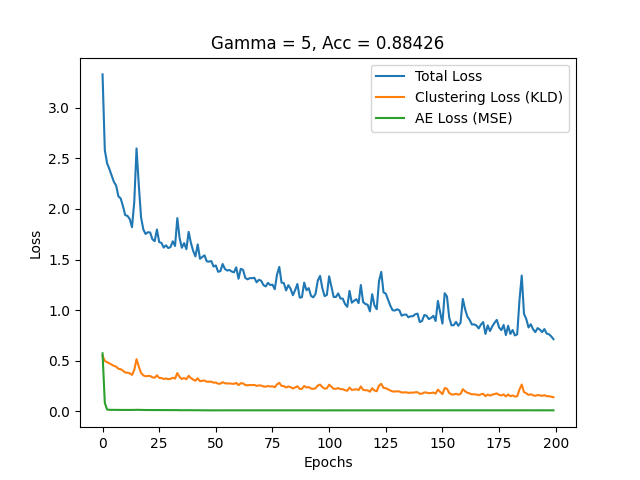 Gamma = 5, Acc = 0.88426
Total Loss
Clustering Loss (KLD)
AE Loss (MSE)
3.0
2.5
2.0
1.5
1.0
0.5
0.0
Loss
0 25 50 75 100 125 150 175 200
Epochs